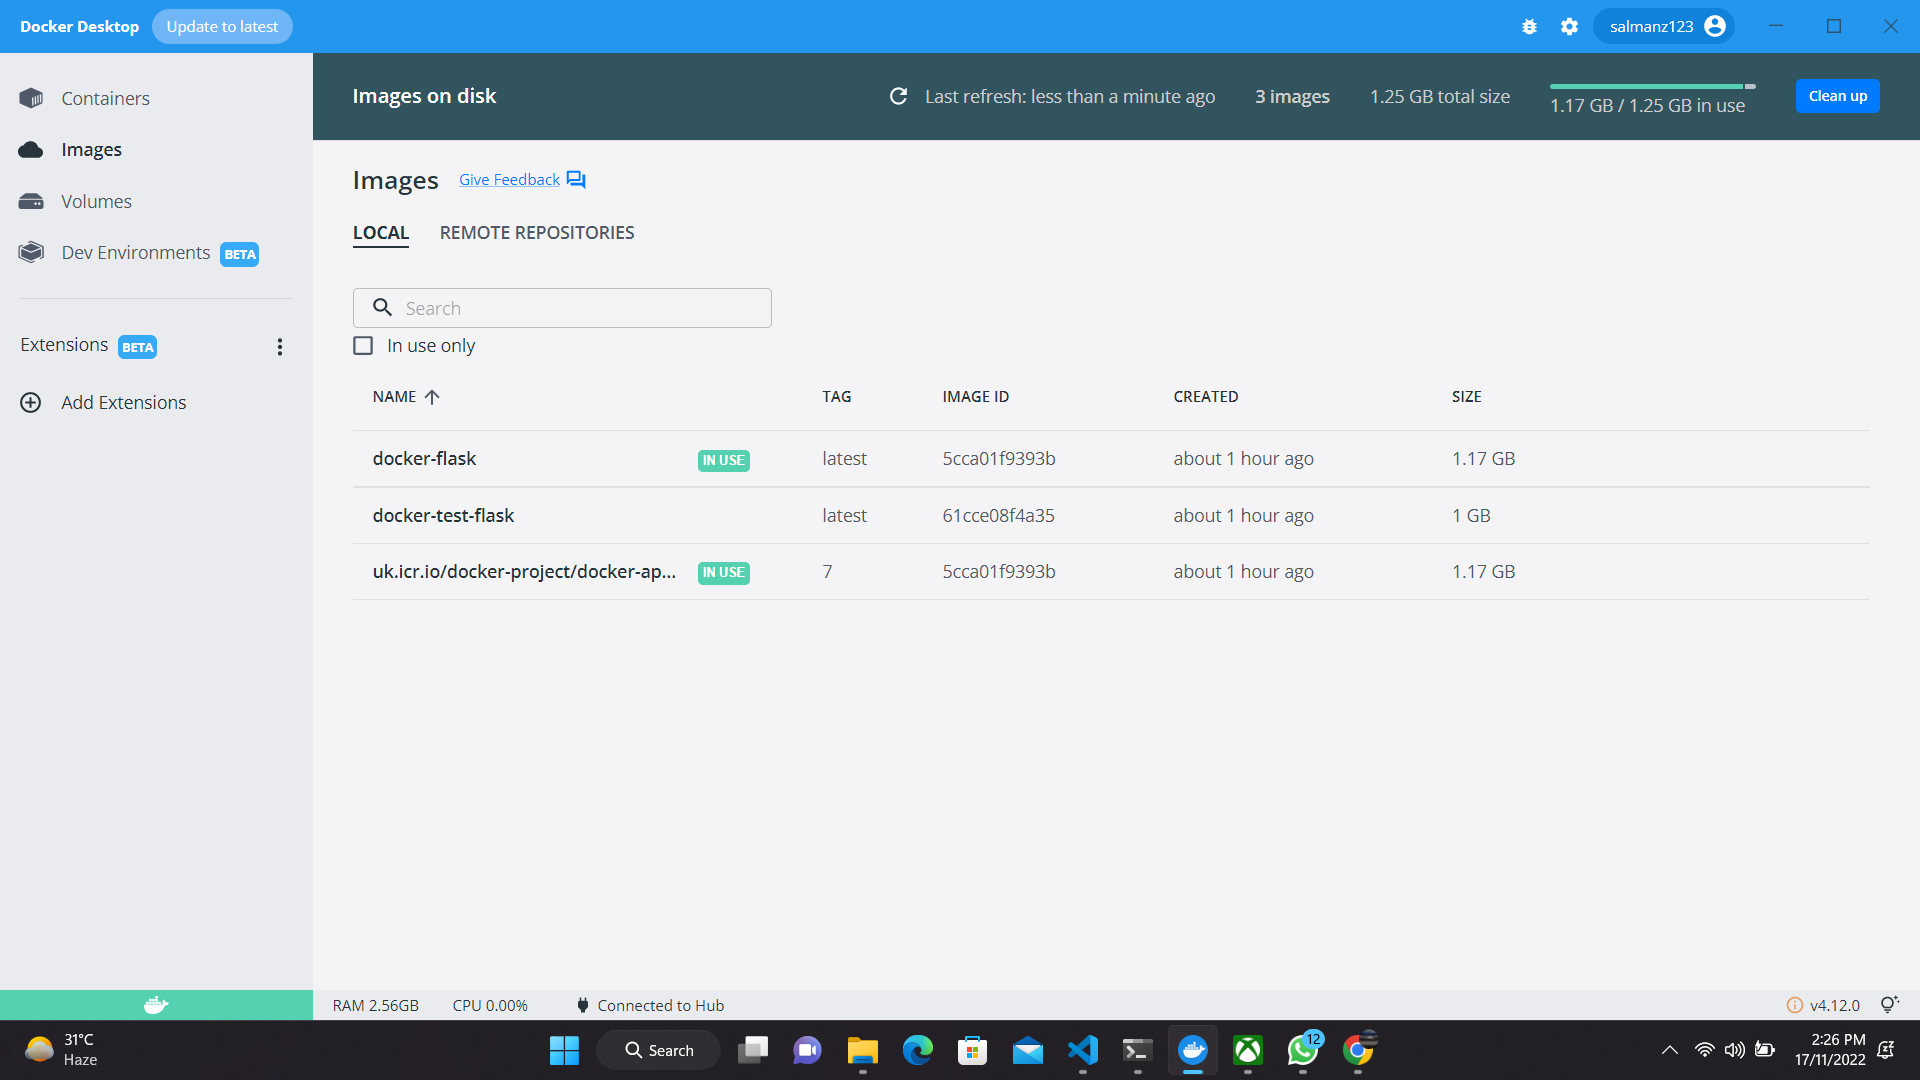 Docker Desktop Update to latest salmanz123
Containers
Images
Volumes
Dev Environments BETA
Extensions BETA
Add Extensions
Images on disk Last refresh: less than a minute ago 3 images 1.25 GB total size 1.17 GB / 1.25 GB in use Clean up
Images Give Feedback
LOCAL REMOTE REPOSITORIES
Search
In use only
NAME TAG IMAGE ID CREATED SIZE
docker-flask IN USE latest 5cca01f9393b about 1 hour ago 1.17 GB
docker-test-flask latest 61cce08f4a35 about 1 hour ago 1 GB
uk.icr.io/docker-project/docker-ap... IN USE 7 5cca01f9393b about 1 hour ago 1.17 GB
RAM 2.56GB CPU 0.00% Connected to Hub v4.12.0
31°C
Haze
Search
12
2:26 PM
17/11/2022